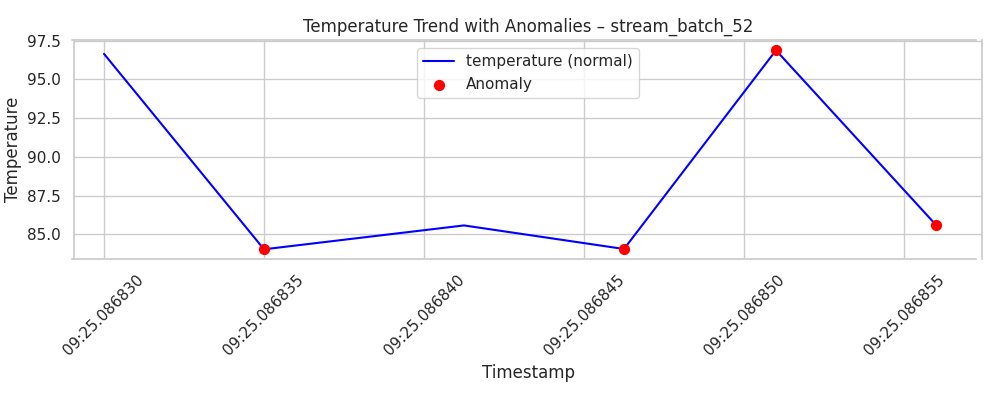 Temperature Trend with Anomalies – stream_batch_52
temperature (normal)
Anomaly
Temperature
97.5
95.0
92.5
90.0
87.5
85.0
09:25.086830
09:25.086835
09:25.086840
09:25.086845
09:25.086850
09:25.086855
Timestamp